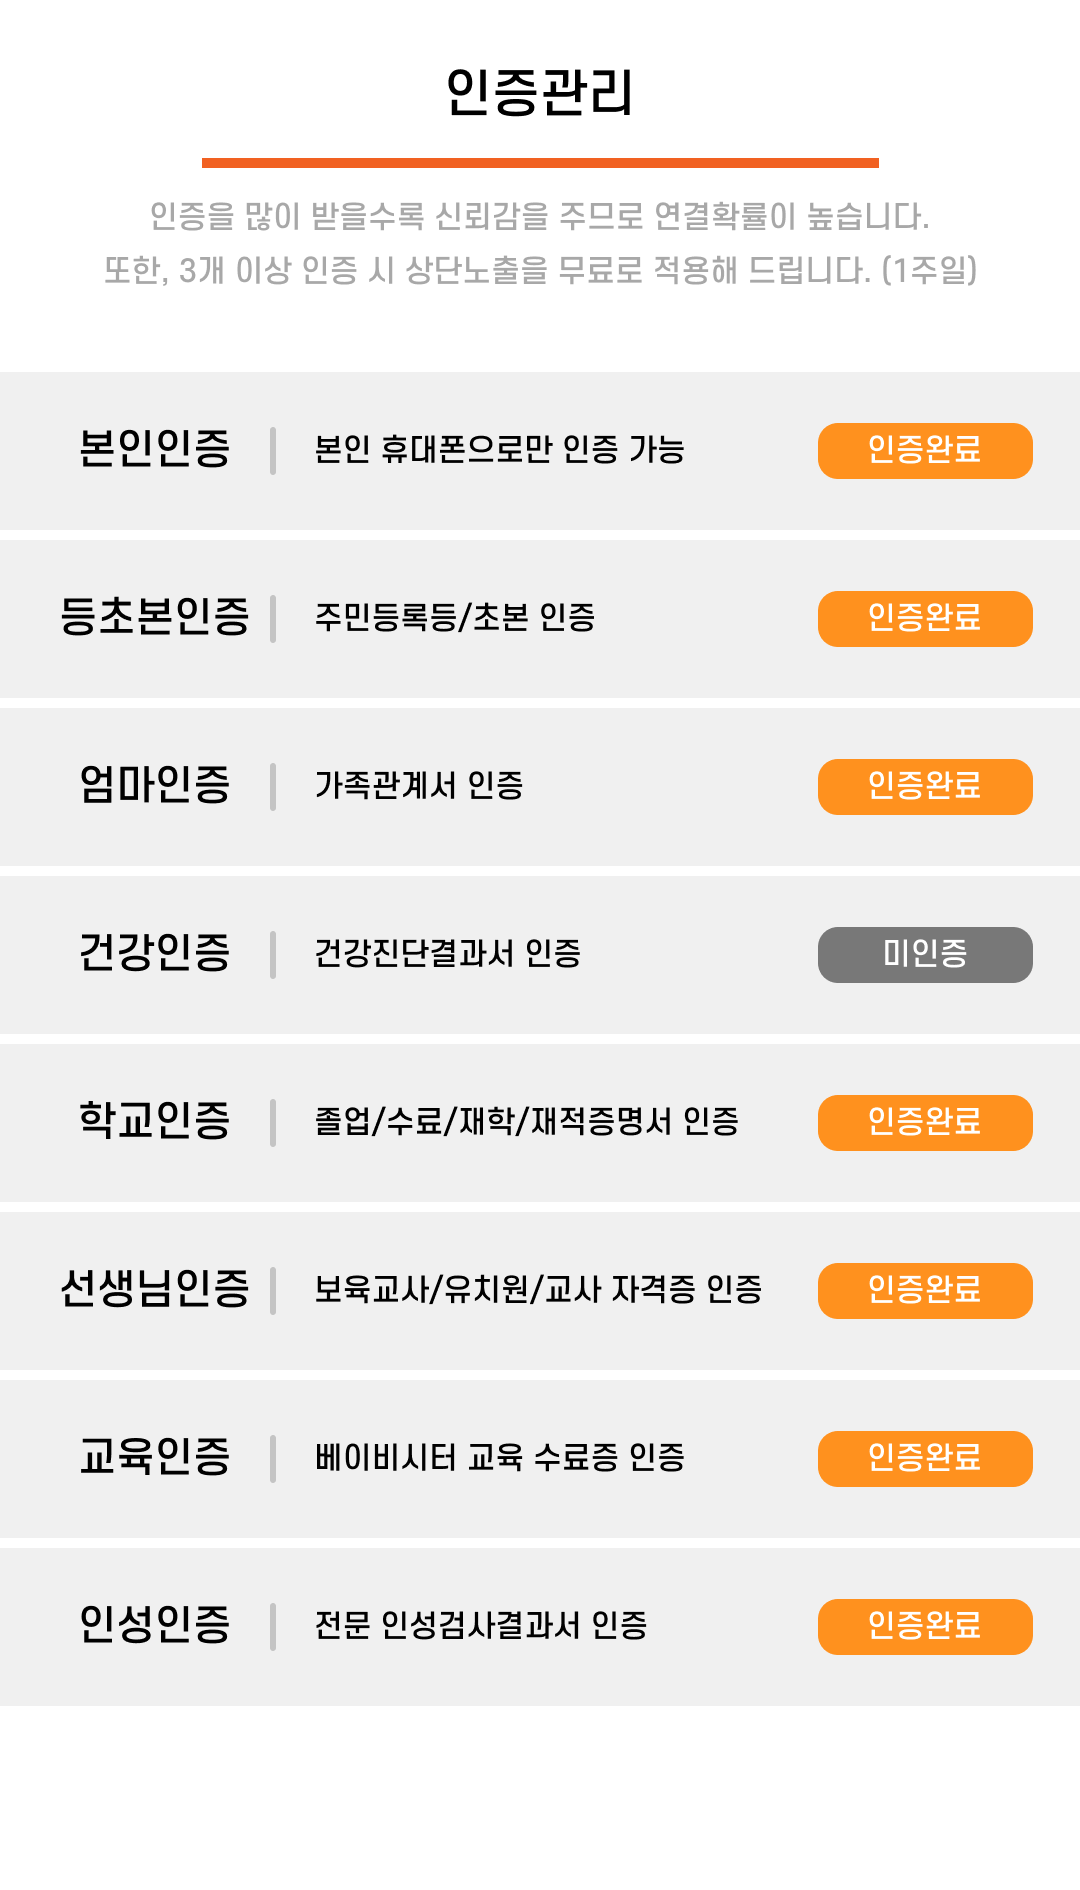 인증관리
인증을 많이 받을수록 신뢰감을 주므로 연결확률이 높습니다.
또한, 3개 이상 인증 시 상단노출을 무료로 적용해 드립니다. (1주일)
본인인증 본인 휴대폰으로만 인증 가능 인증완료
등초본인증 주민등록등/초본 인증 인증완료
엄마인증 가족관계서 인증 인증완료
건강인증 건강진단결과서 인증 미인증
학교인증 졸업/수료/재학/재적증명서 인증 인증완료
선생님인증 보육교사/유치원/교사 자격증 인증 인증완료
교육인증 베이비시터 교육 수료증 인증 인증완료
인성인증 전문 인성검사결과서 인증 인증완료